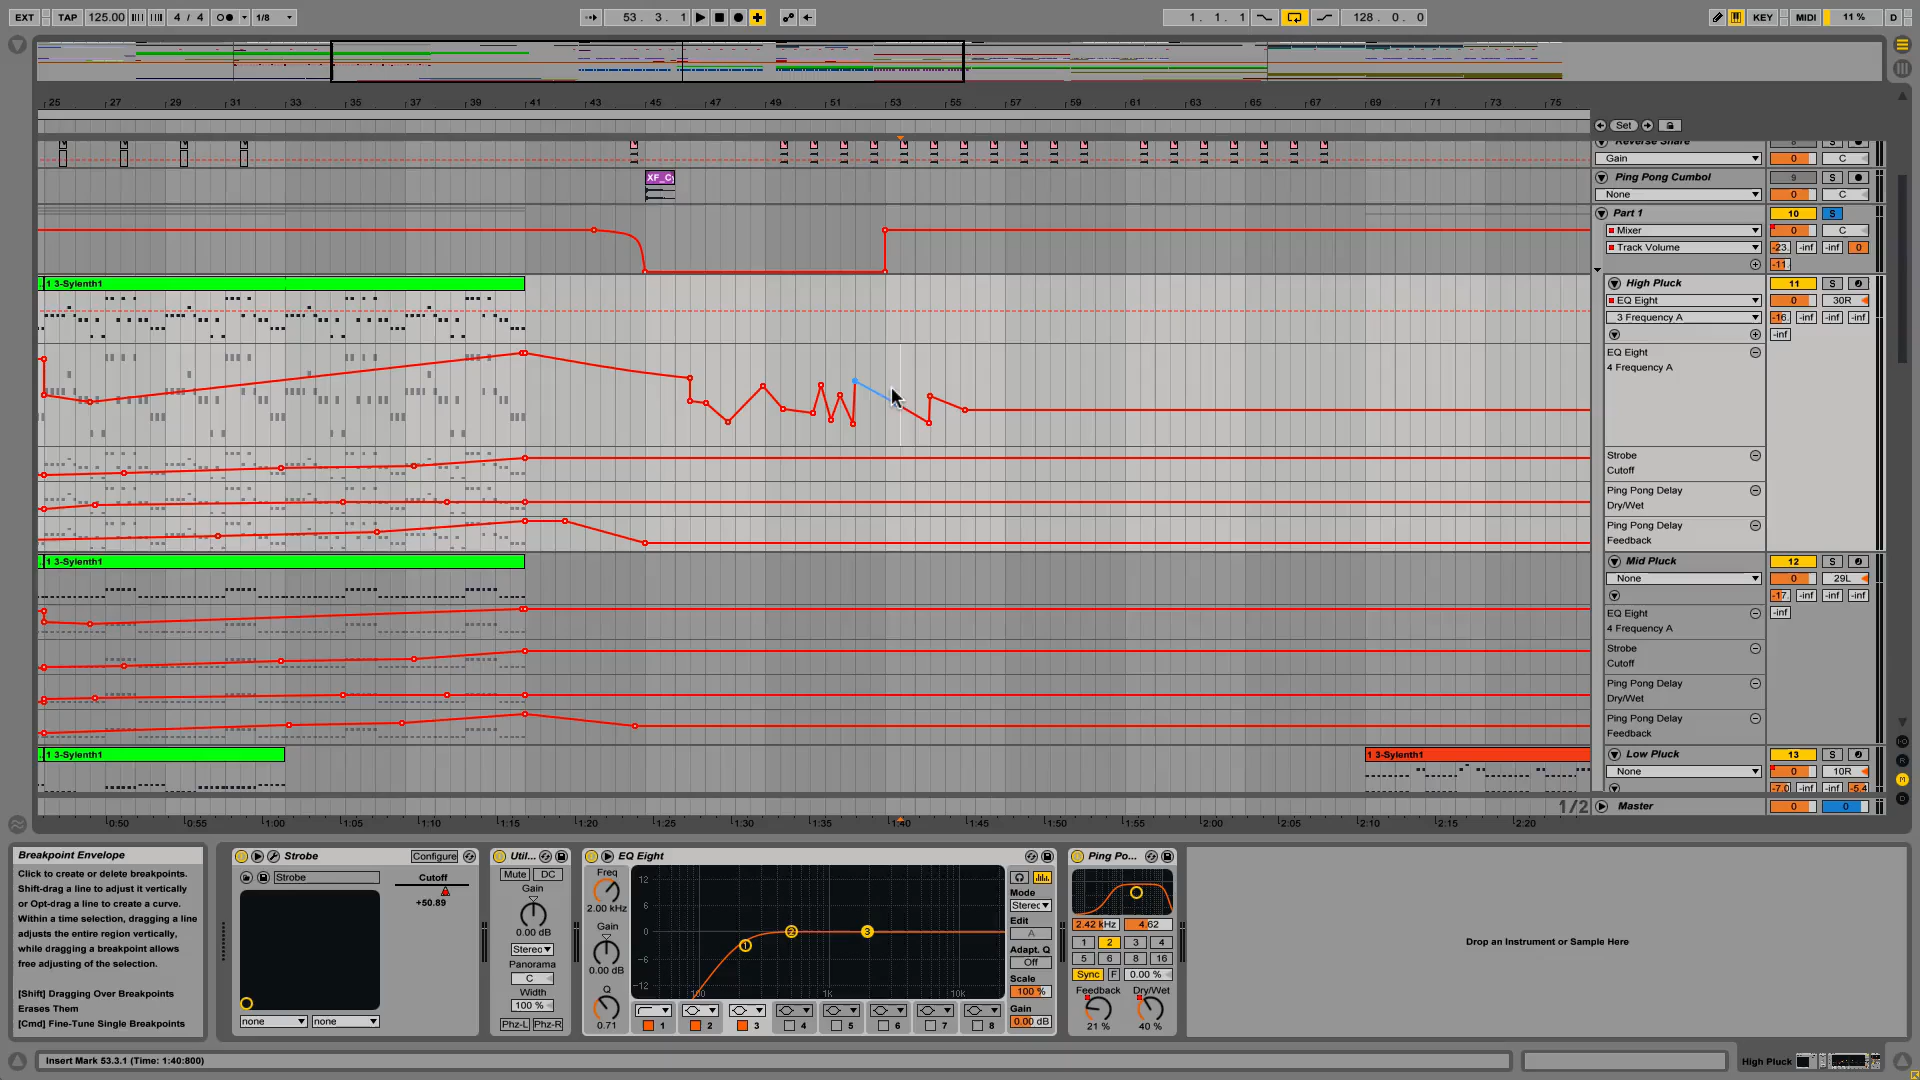 EXT TAP 125.00 4 / 4 1/8 53. 3. 1 1. 1. 1 128. 0. 0 KEY MIDI 11 % D
25 27 29 31 33 35 37 39 41 43 45 47 49 51 53 55 57 59 61 63 65 67 69 71 73 75
Set
Reverse Share
Gain C
XF_C
Ping Pong Cumbol 9 S
None 0 C
Part 1 10 S
Mixer 0 C
Track Volume -23. -inf -inf 0
-11.
1 3-Sylenth1
High Pluck 11 S
EQ Eight 0 30R
3 Frequency A -16. -inf -inf -inf
-inf
EQ Eight
4 Frequency A
Strobe
Cutoff
Ping Pong Delay
Dry/Wet
Ping Pong Delay
Feedback
1 3-Sylenth1
Mid Pluck 12 S
None 0 29L
-17. -inf -inf -inf
EQ Eight -inf
4 Frequency A
Strobe
Cutoff
Ping Pong Delay
Dry/Wet
Ping Pong Delay
Feedback
1 3-Sylenth1 1 3-Sylenth1
Low Pluck 13 S
None 0 10R
-7.0 -inf -inf -5.4
1/2 Master 0 0
0:50 0:55 1:00 1:05 1:10 1:15 1:20 1:25 1:30 1:35 1:40 1:45 1:50 1:55 2:00 2:05 2:10 2:15 2:20
Breakpoint Envelope
Click to create or delete breakpoints.
Shift-drag a line to adjust it vertically
or Opt-drag a line to create a curve.
Within a time selection, dragging a line
adjusts the entire region vertically,
while dragging a breakpoint allows
free adjusting of the selection.
[Shift] Dragging Over Breakpoints
Erases Them
[Cmd] Fine-Tune Single Breakpoints
Strobe Configure
Strobe
Cutoff
+50.89
none none
Util...
Mute DC
Gain
0.00 dB
Stereo
Panorama
C
Width
100 %
Phz-L Phz-R
EQ Eight
Freq
2.00 kHz
Gain
0.00 dB
Q
0.71
12
6
0
-6
-12
100 1K 10K
1 2 3
1 2 3 4 5 6 7 8
Mode
Stereo
Edit
A
Adapt. Q
Off
Scale
100 %
Gain
0.00 dB
Ping Po...
2.42 kHz 4.62
1 2 3 4
5 6 8 16
Sync F 0.00 %
Feedback Dry/Wet
21 % 40 %
Drop an Instrument or Sample Here
Insert Mark 53.3.1 (Time: 1:40:800)
High Pluck